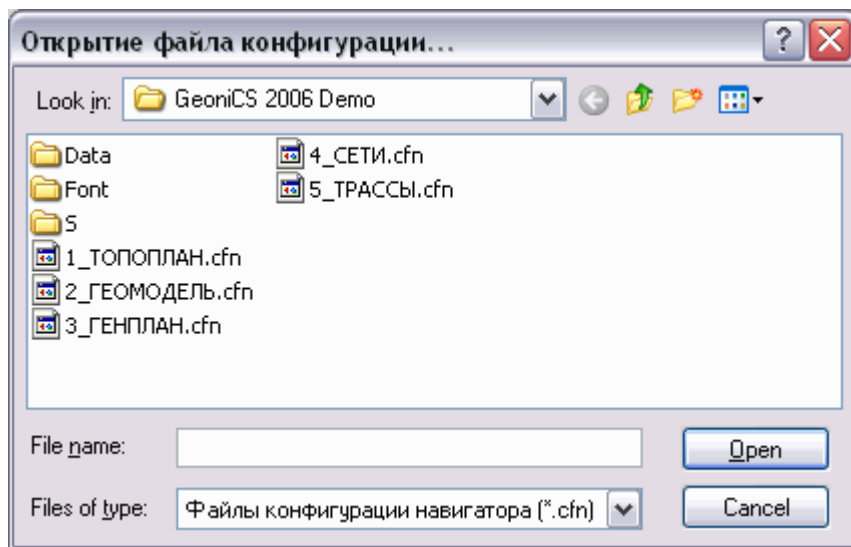 Открытие файла конфигурации...
Look in: GeoniCS 2006 Demo
Data
Font
S
1_ТОПОПЛАН.cfn
2_ГЕОМОДЕЛЬ.cfn
3_ГЕНПЛАН.cfn
4_СЕТИ.cfn
5_ТРАССЫ.cfn
File name:
Open
Files of type: Файлы конфигурации навигатора (*.cfn)
Cancel